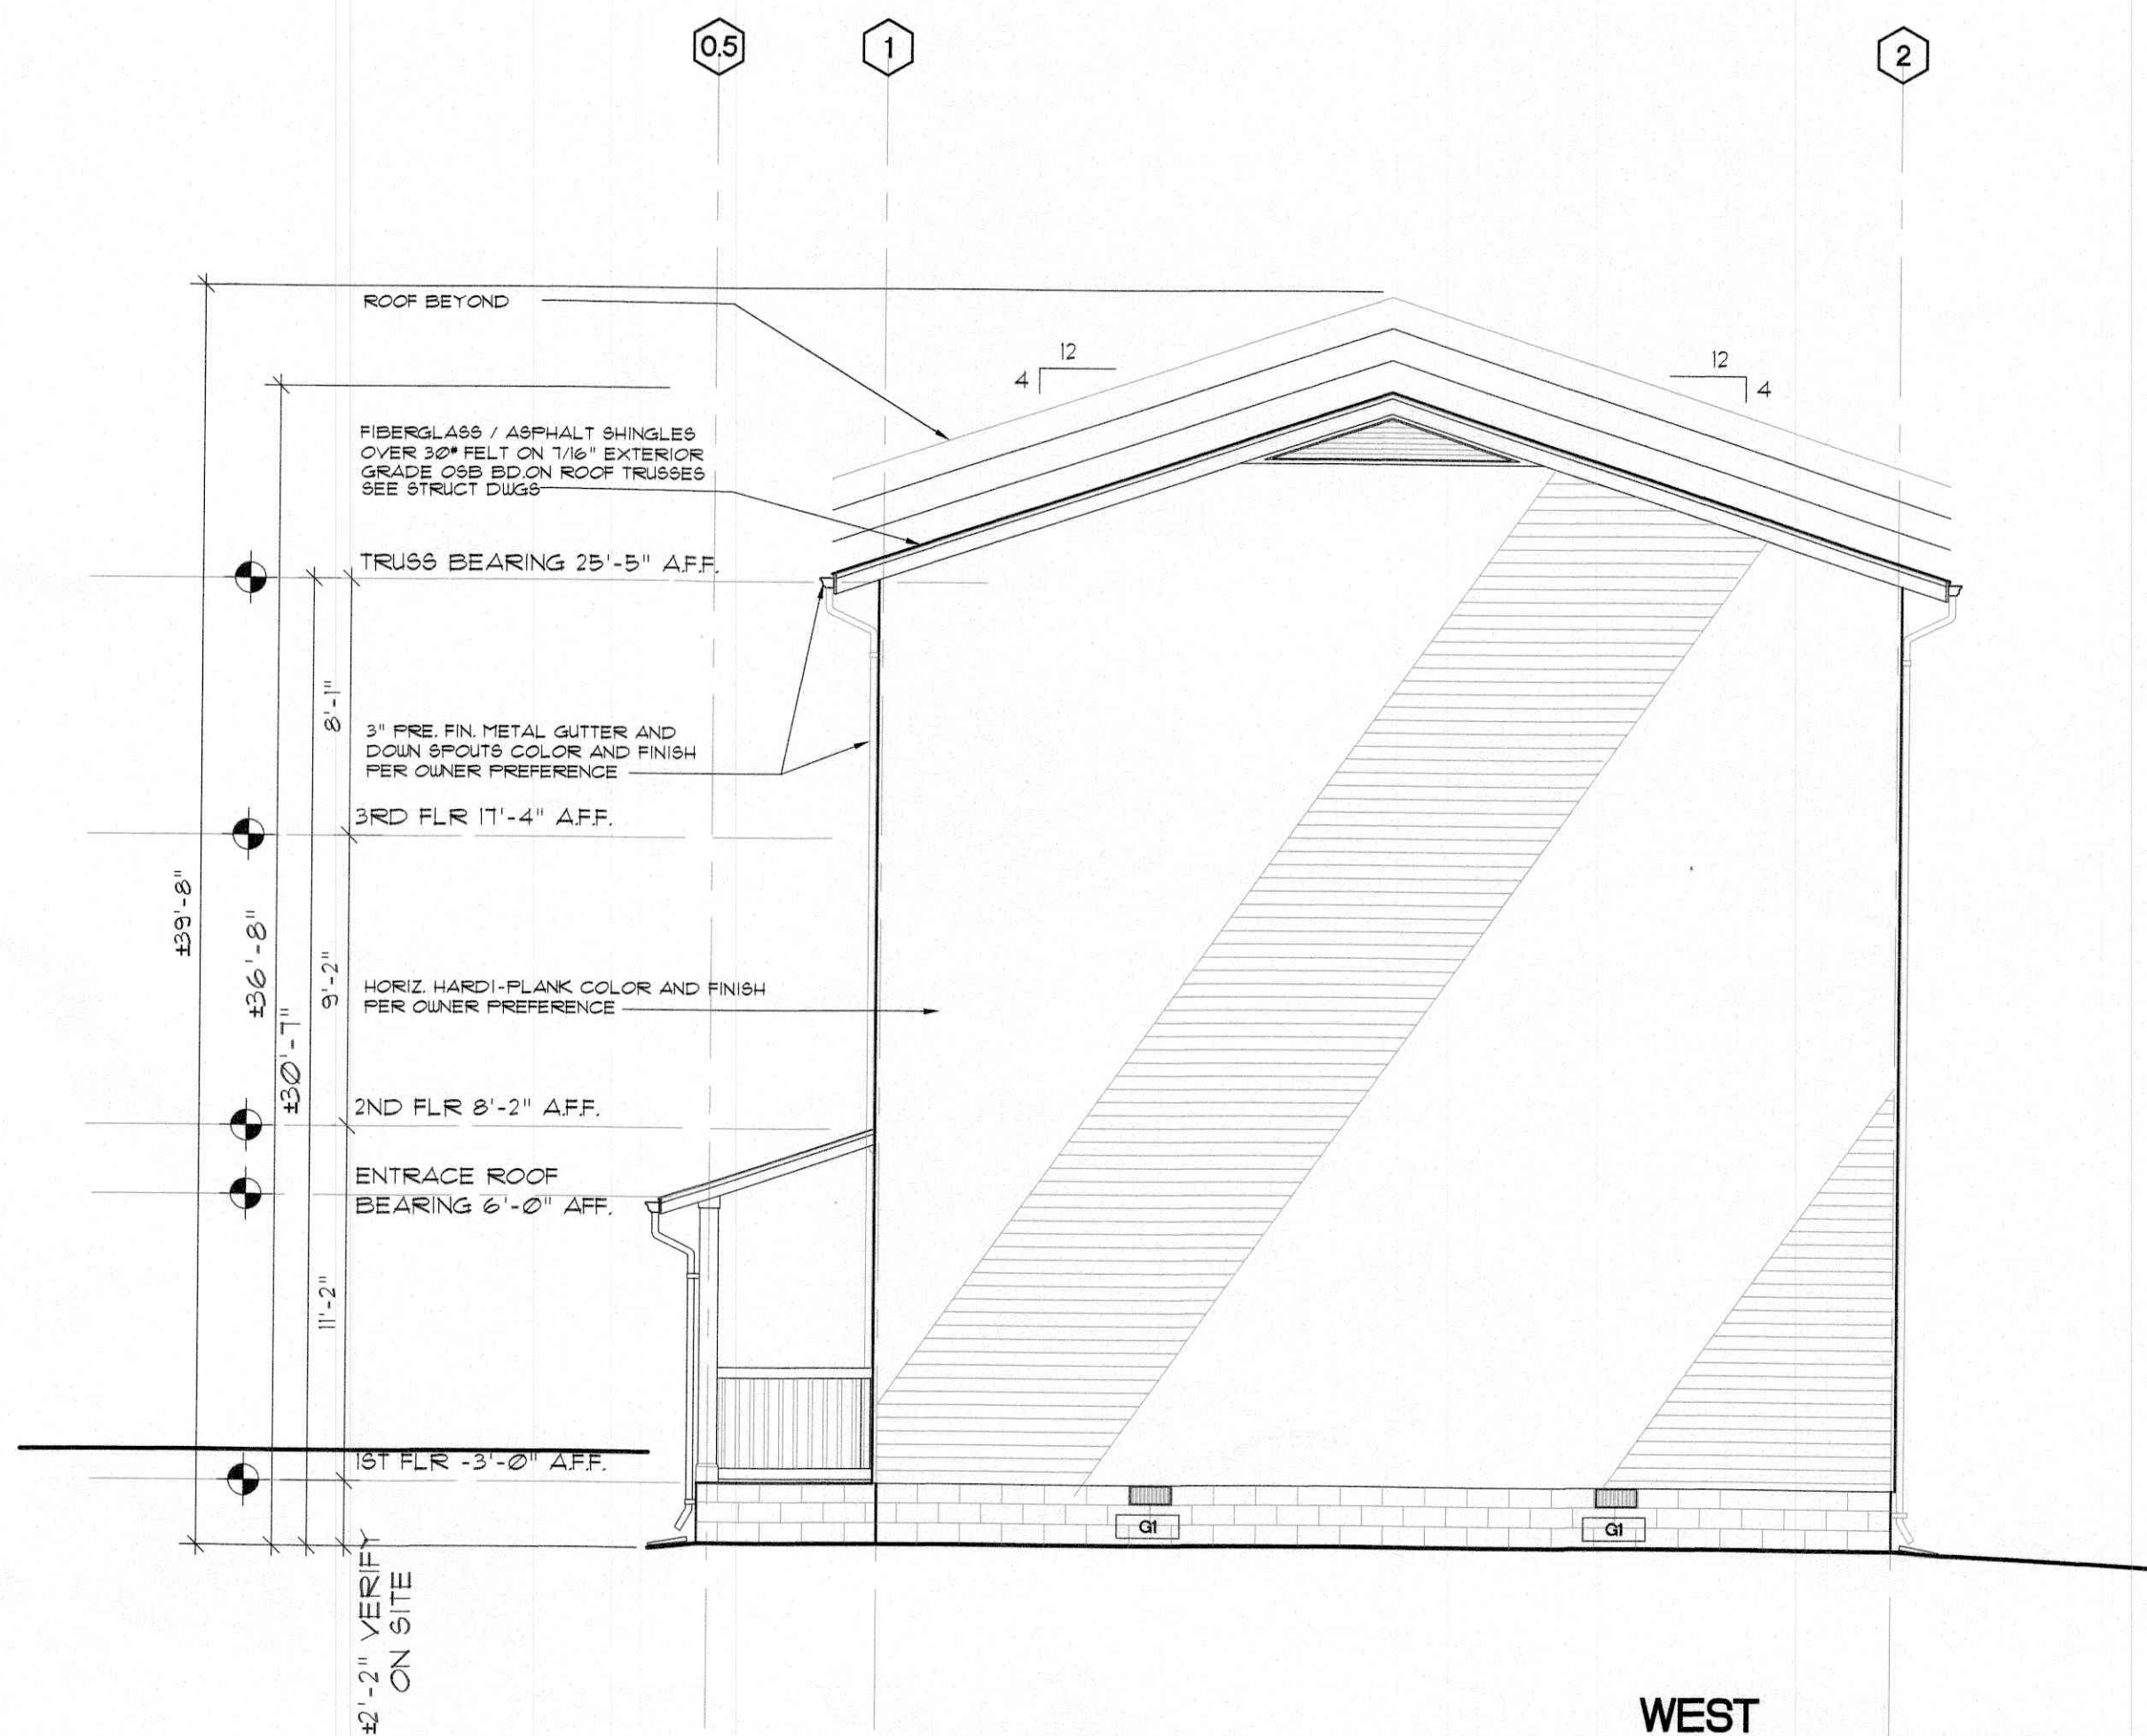 0.5
1
2
ROOF BEYOND
12
4
12
4
FIBERGLASS / ASPHALT SHINGLES
OVER 30# FELT ON 7/16" EXTERIOR
GRADE OSB BD.ON ROOF TRUSSES
SEE STRUCT DWGS
TRUSS BEARING 25'-5" A.F.F.
8'-1"
3" PRE. FIN. METAL GUTTER AND
DOWN SPOUTS COLOR AND FINISH
PER OWNER PREFERENCE
3RD FLR 17'-4" A.F.F.
±39'-8"
±36'-8"
±30'-7"
9'-2"
HORIZ. HARDI-PLANK COLOR AND FINISH
PER OWNER PREFERENCE
2ND FLR 8'-2" A.F.F.
ENTRACE ROOF
BEARING 6'-0" AFF.
11'-2"
1ST FLR -3'-0" A.F.F.
G1
G1
±2'-2" VERIFY
ON SITE
WEST